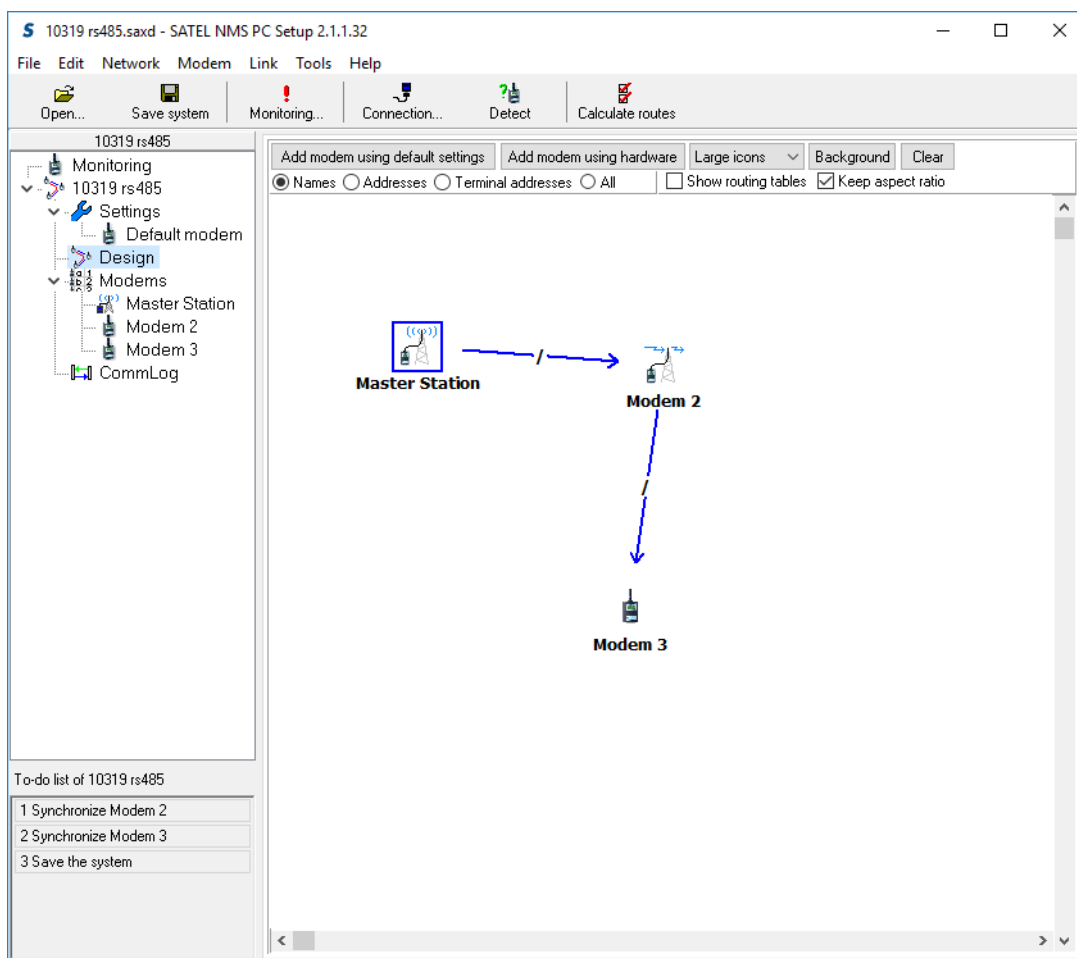 10319 rs485.saxd - SATEL NMS PC Setup 2.1.1.32
File Edit Network Modem Link Tools Help
Open... Save system Monitoring... Connection... Detect Calculate routes
10319 rs485
Monitoring
10319 rs485
Settings
Default modem
Design
Modems
Master Station
Modem 2
Modem 3
CommLog
Add modem using default settings Add modem using hardware Large icons Background Clear
Names Addresses Terminal addresses All Show routing tables Keep aspect ratio
Master Station
/
Modem 2
/
Modem 3
To-do list of 10319 rs485
1 Synchronize Modem 2
2 Synchronize Modem 3
3 Save the system